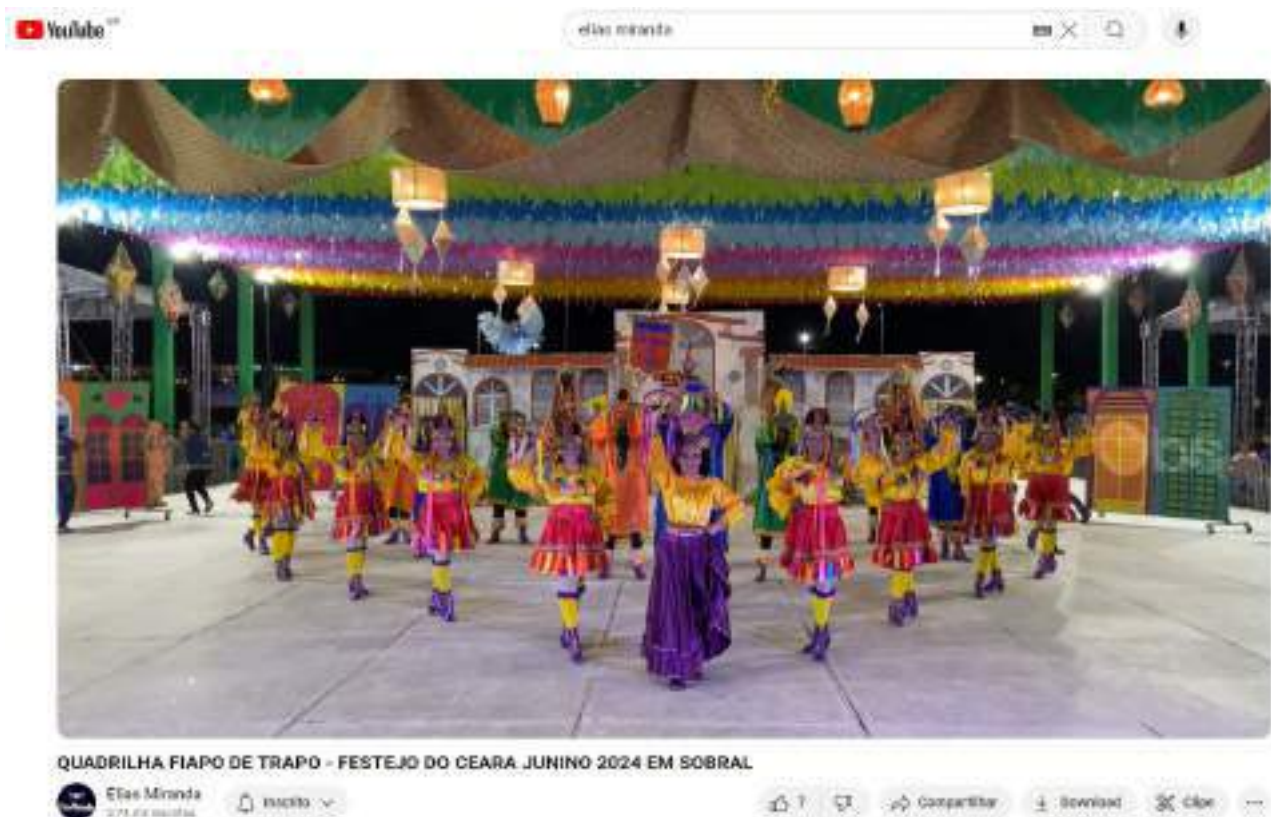 YouTube BR
elias miranda
QUADRILHA FIAPO DE TRAPO - FESTEJO DO CEARA JUNINO 2024 EM SOBRAL
Elias Miranda
Inscrito
7
Compartilhar
Download
Clipe